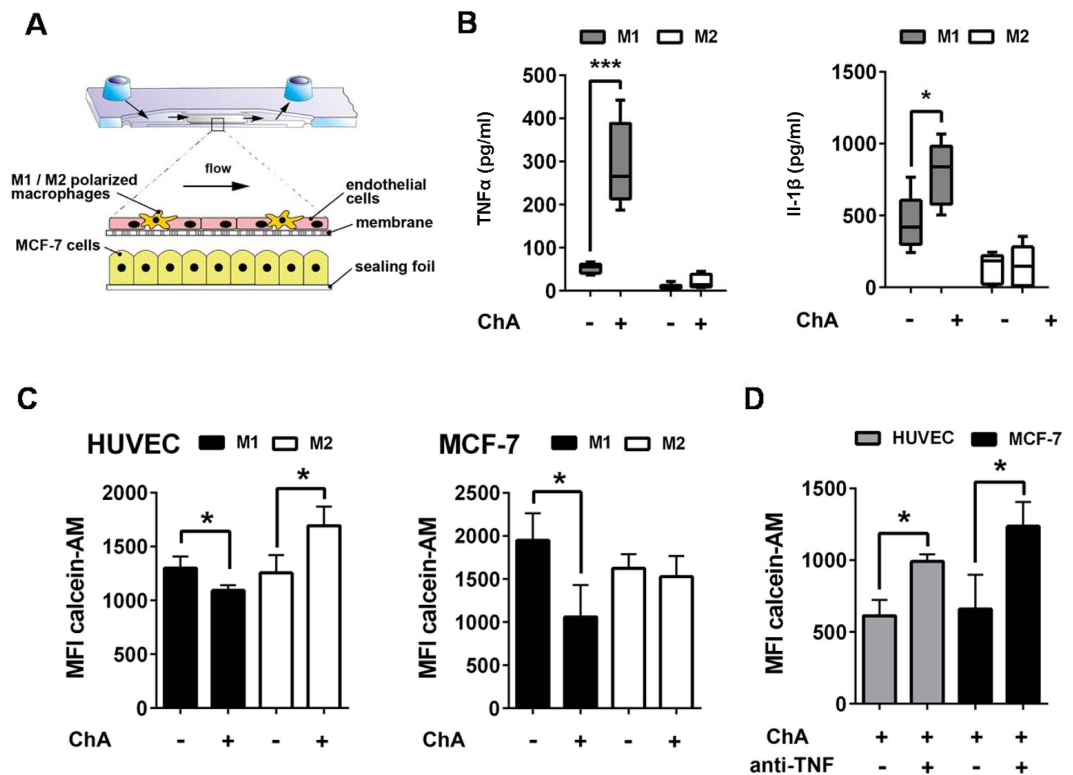 A
flow
M1 / M2 polarized
macrophages
endothelial
cells
membrane
MCF-7 cells
sealing foil
B
M1 M2
***
TNFα (pg/ml)
500
400
300
200
100
0
ChA - + - +
M1 M2
*
Il-1β (pg/ml)
1500
1000
500
0
ChA - + - +
C
HUVEC M1 M2
* *
MFI calcein-AM
2000
1500
1000
500
0
ChA - + - +
MCF-7 M1 M2
*
MFI calcein-AM
2500
2000
1500
1000
500
0
ChA - + - +
D
HUVEC MCF-7
* *
MFI calcein-AM
1500
1000
500
0
ChA + + + +
anti-TNF - + - +